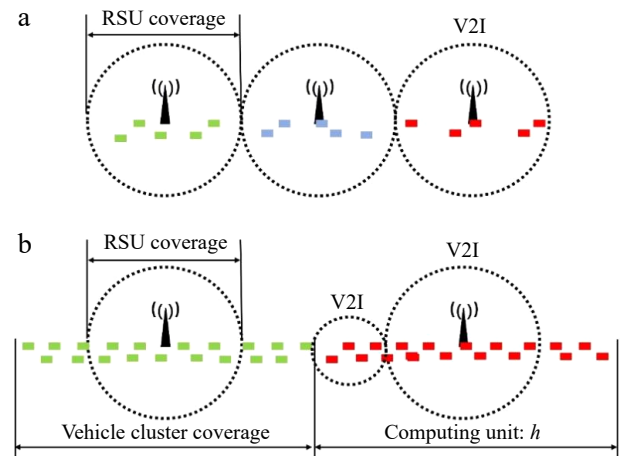 a
RSU coverage
V2I
b
RSU coverage
V2I
V2I
Vehicle cluster coverage
Computing unit: h